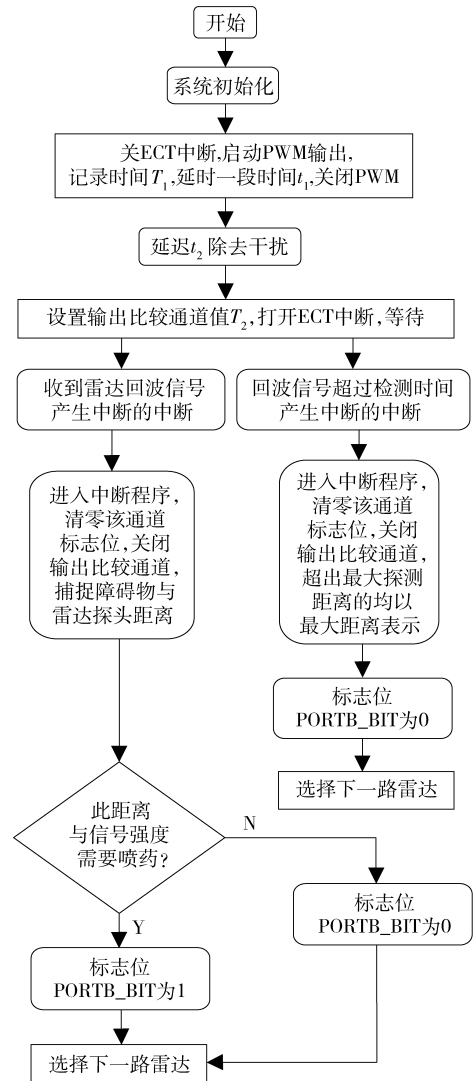 开始
系统初始化
关ECT中断,启动PWM输出,
记录时间T₁,延时一段时间t₁,关闭PWM
延迟t₂ 除去干扰
设置输出比较通道值T₂,打开ECT中断,等待
收到雷达回波信号
产生中断的中断
回波信号超过检测时间
产生中断的中断
进入中断程序,
清零该通道
标志位,关闭
输出比较通道,
捕捉障碍物与
雷达探头距离
进入中断程序,
清零该通道
标志位,关闭
输出比较通道,
超出最大探测
距离的均以
最大距离表示
标志位
PORTB_BIT为0
选择下一路雷达
此距离
与信号强度
需要喷药?
N
Y
标志位
PORTB_BIT为0
标志位
PORTB_BIT为1
选择下一路雷达